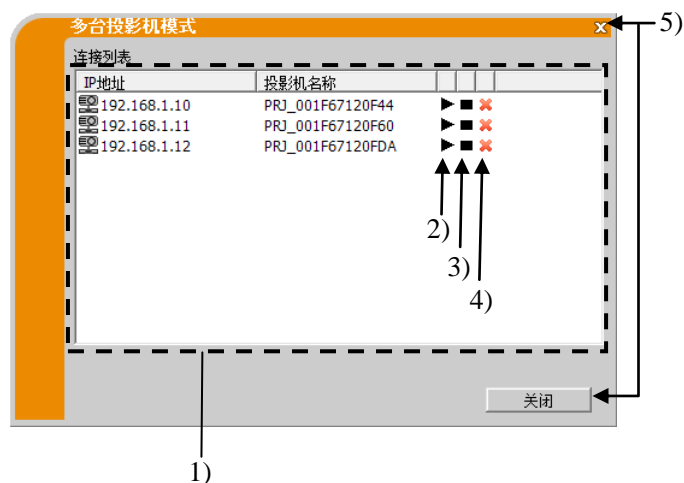 多台投影机模式
x
5)
连接列表
IP地址 投影机名称
192.168.1.10 PRJ_001F67120F44
192.168.1.11 PRJ_001F67120F60
192.168.1.12 PRJ_001F67120FDA
2)
3)
4)
关闭
1)